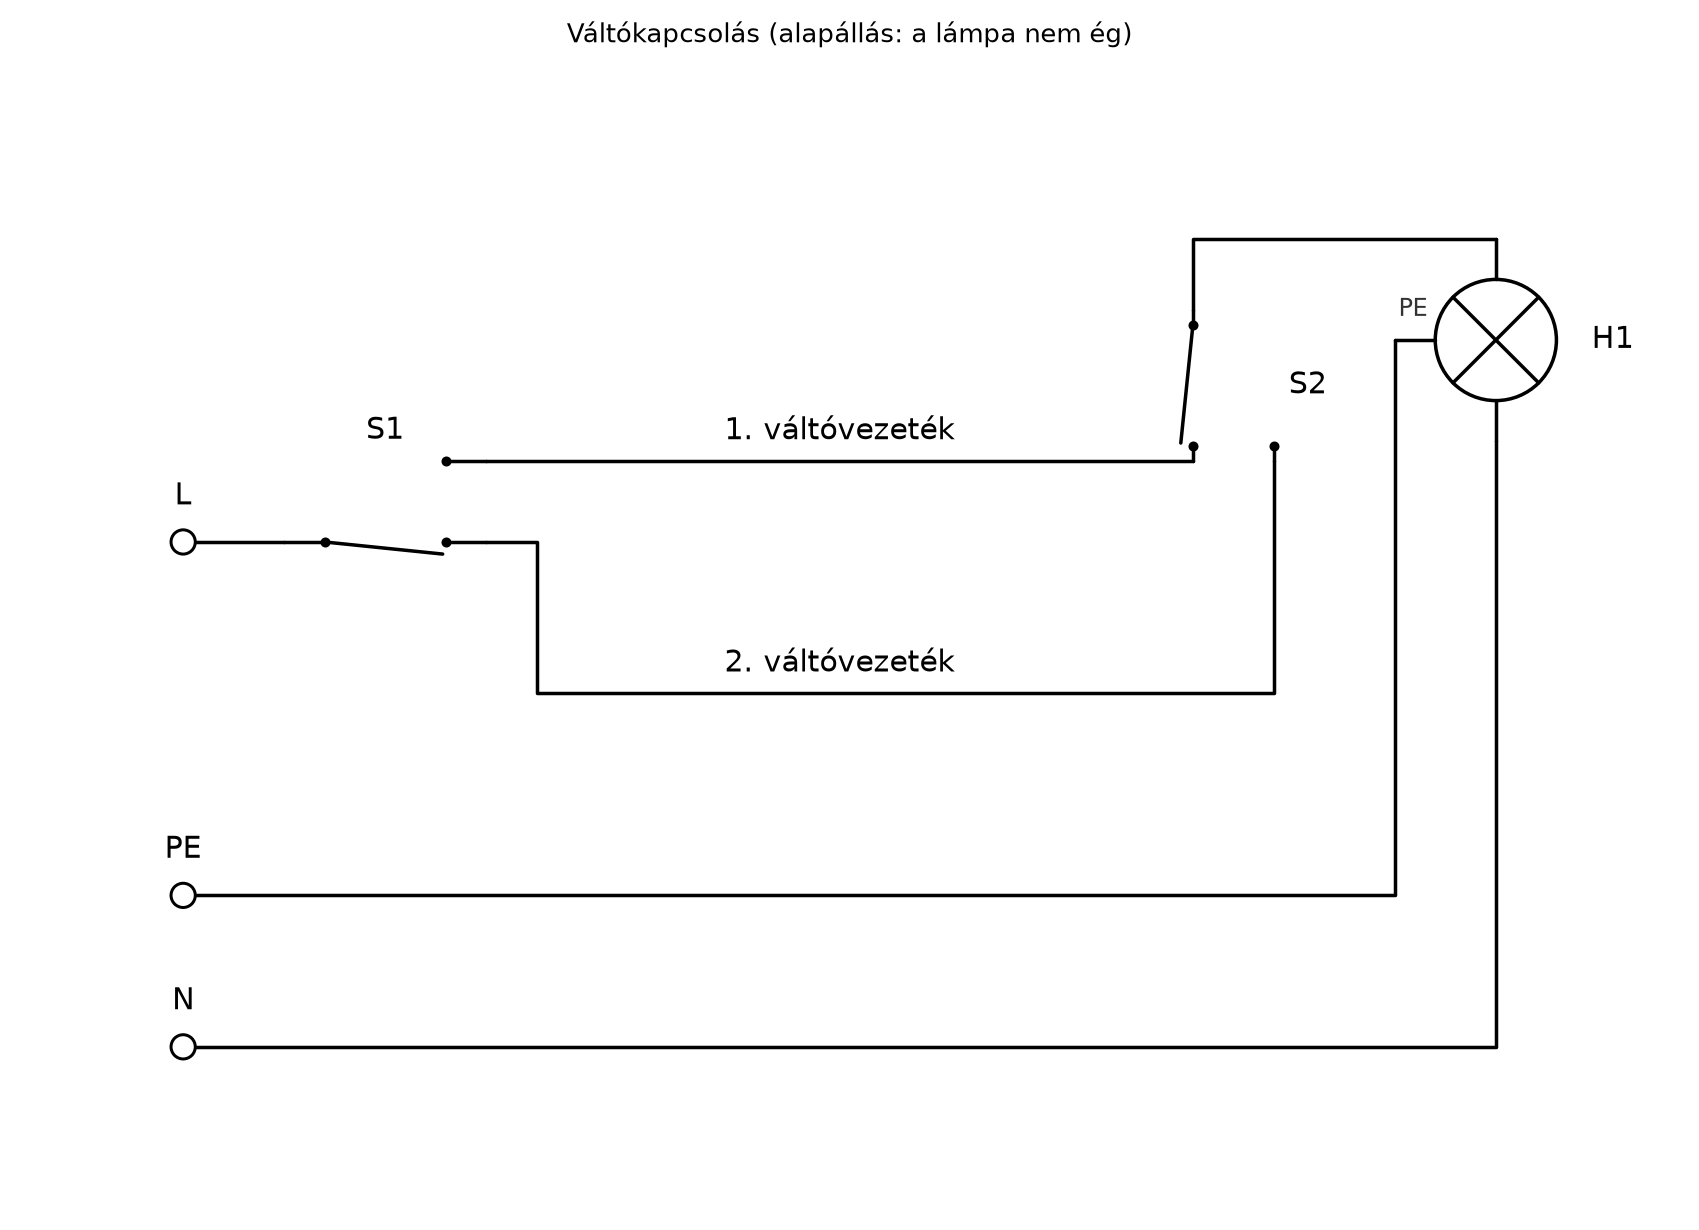 Váltókapcsolás (alapállás: a lámpa nem ég)
PE
H1
S2
S1
1. váltóvezeték
L
2. váltóvezeték
PE
N